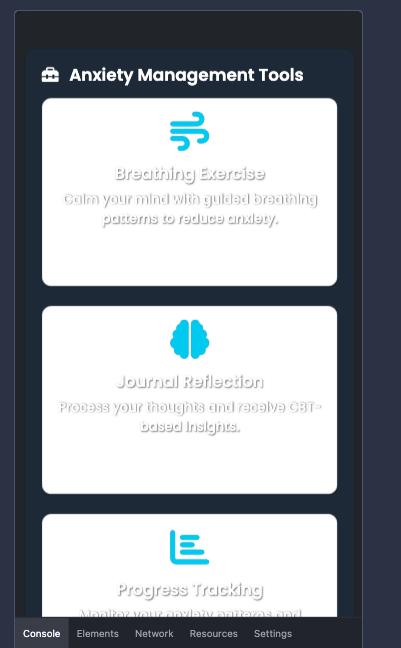 Anxiety Management Tools
Breathing Exercise
Calm your mind with guided breathing
patterns to reduce anxiety.
Journal Reflection
Process your thoughts and receive CBT-
based insights.
Progress Tracking
Monitor your anxiety patterns and
Console Elements Network Resources Settings